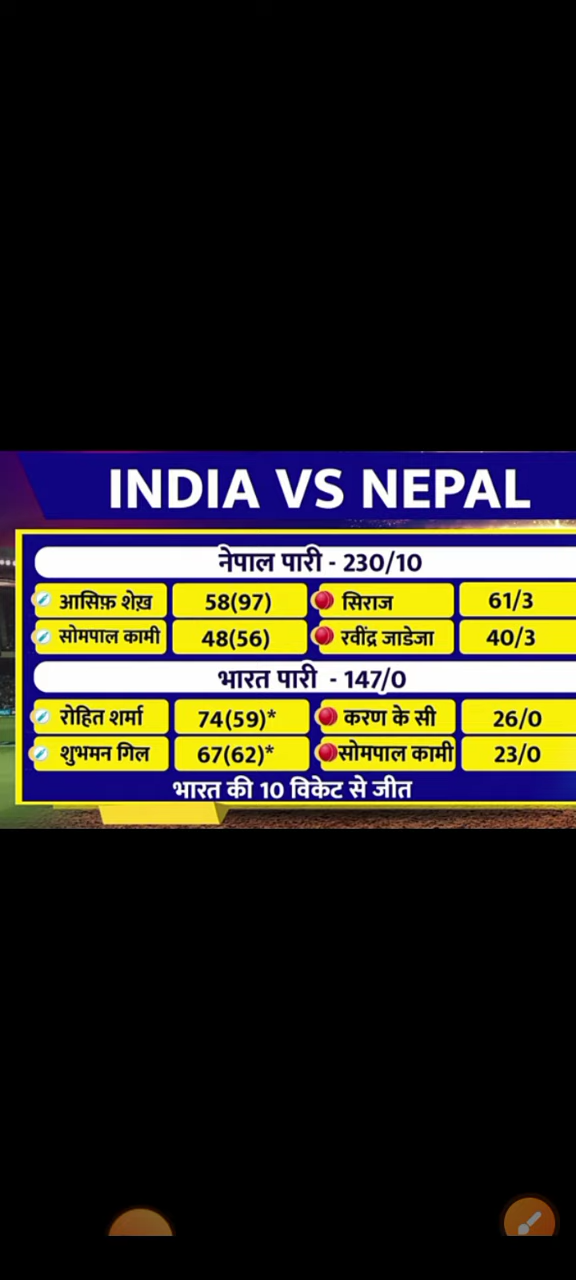 INDIA VS NEPAL
नेपाल पारी - 230/10
आसिफ़ शेख़ 58(97) सिराज 61/3
सोमपाल कामी 48(56) रवींद्र जाडेजा 40/3
भारत पारी - 147/0
रोहित शर्मा 74(59)* करण के सी 26/0
शुभमन गिल 67(62)* सोमपाल कामी 23/0
भारत की 10 विकेट से जीत